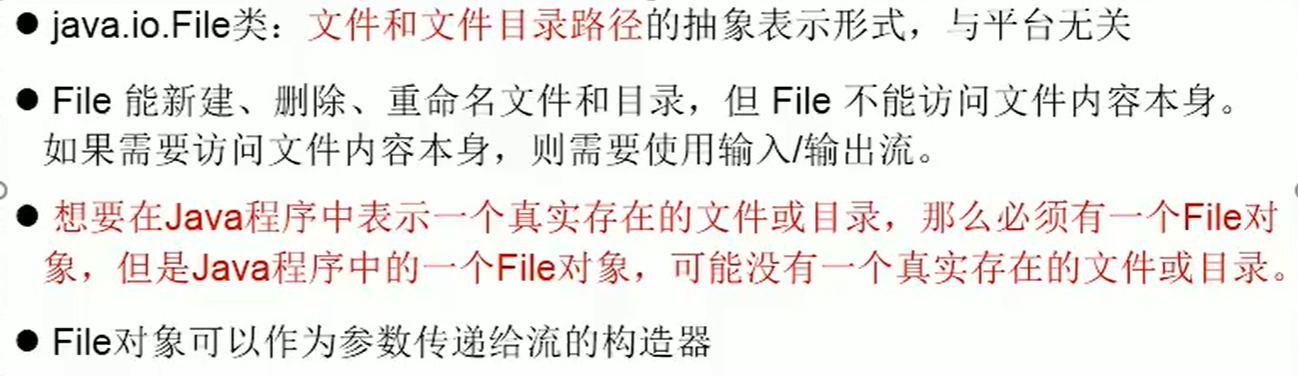 ● java.io.File类：文件和文件目录路径的抽象表示形式，与平台无关
● File 能新建、删除、重命名文件和目录，但 File 不能访问文件内容本身。
如果需要访问文件内容本身，则需要使用输入/输出流。
● 想要在Java程序中表示一个真实存在的文件或目录，那么必须有一个File对
象，但是Java程序中的一个File对象，可能没有一个真实存在的文件或目录。
● File对象可以作为参数传递给流的构造器